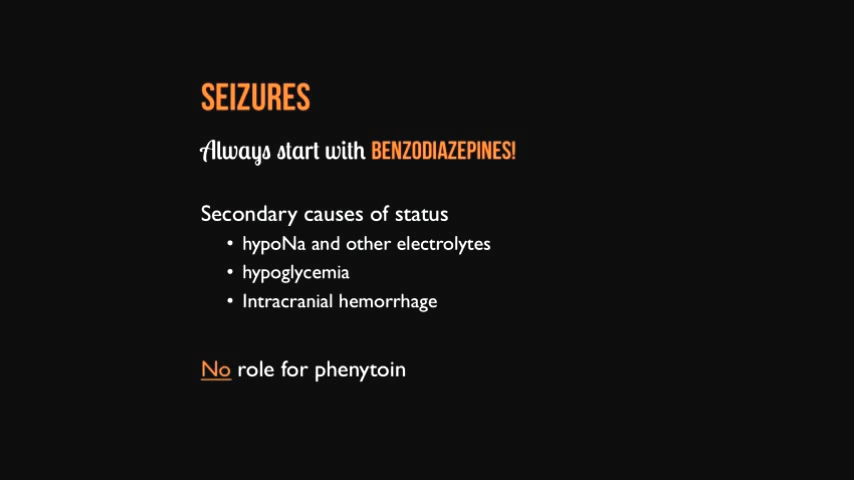 SEIZURES
Always start with BENZODIAZEPINES!
Secondary causes of status
• hypoNa and other electrolytes
• hypoglycemia
• Intracranial hemorrhage
No role for phenytoin